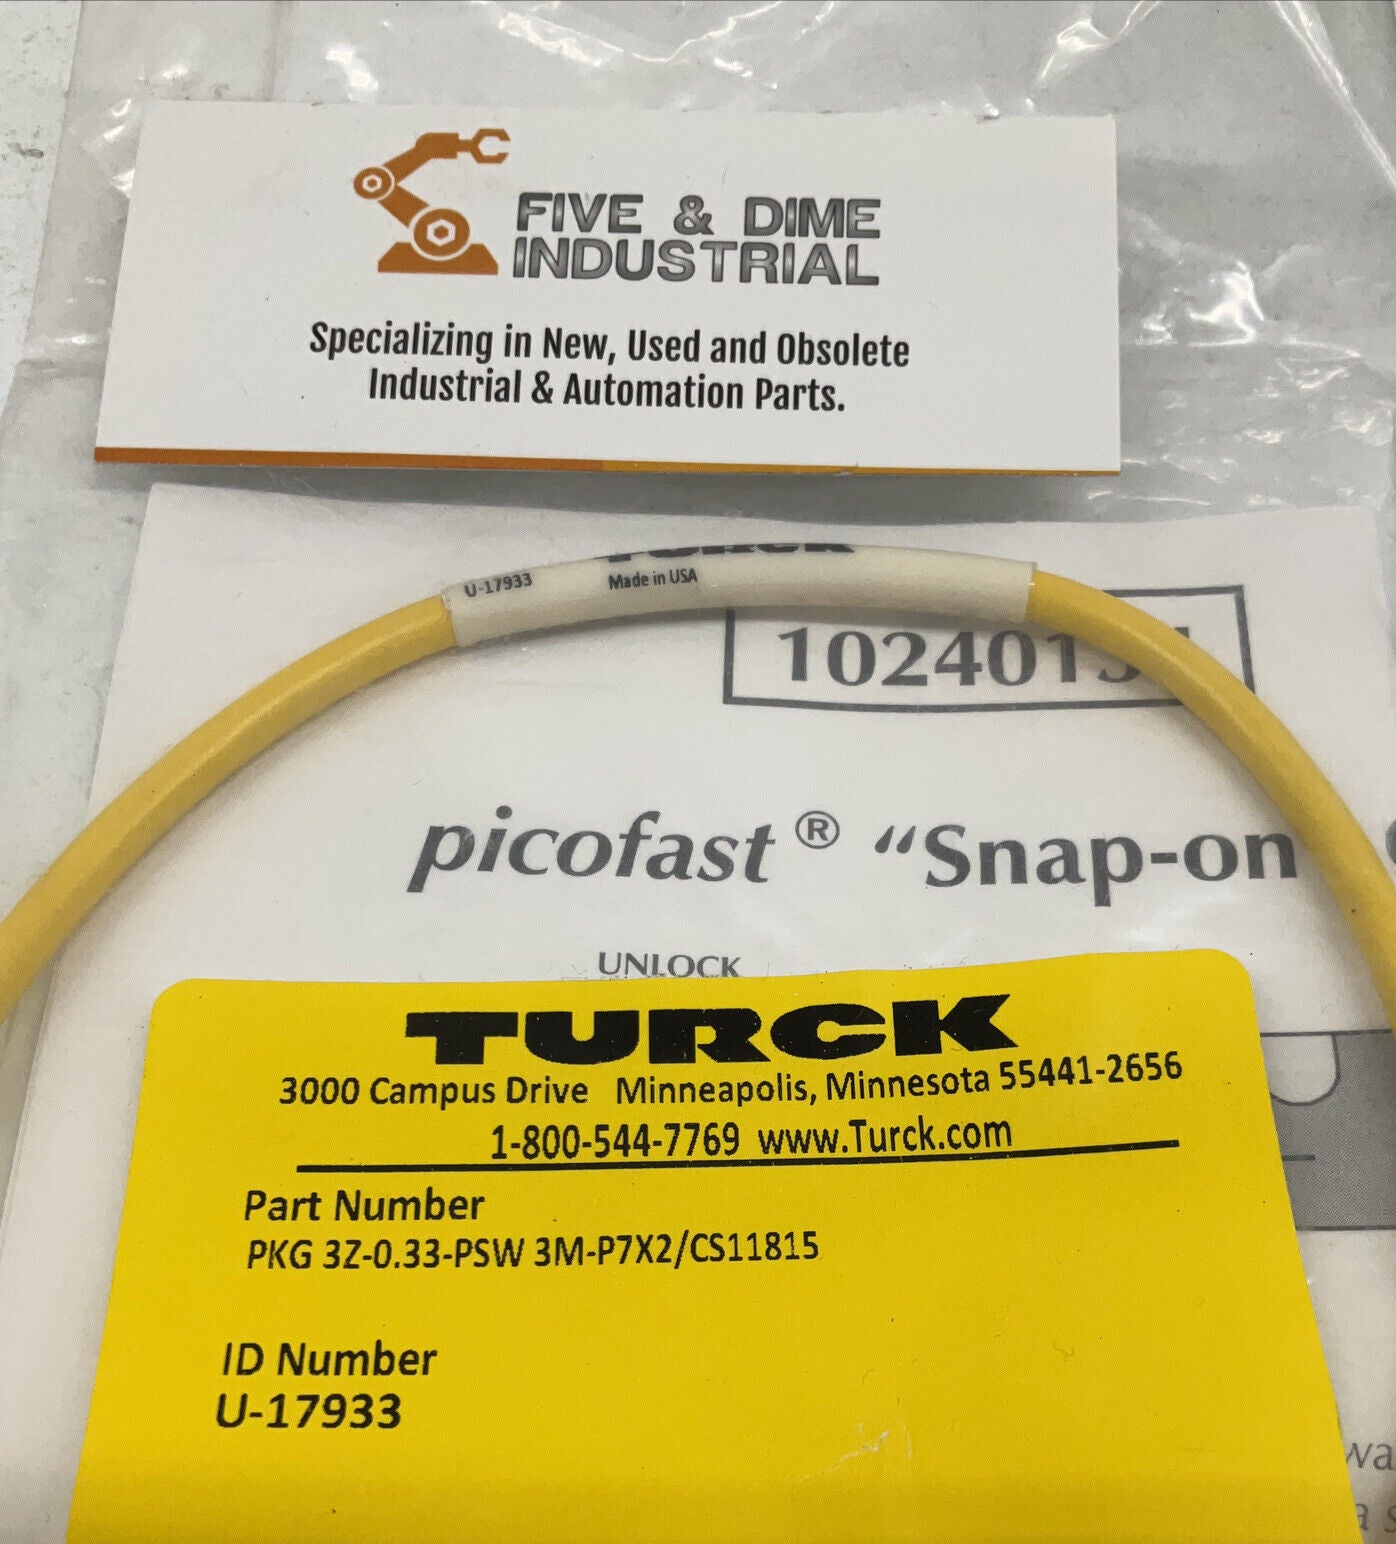 FIVE & DIME
INDUSTRIAL
Specializing in New, Used and Obsolete
Industrial & Automation Parts.
TURCK
U-17933
Made in USA
picofast® “Snap-on
UNLOCK
TURCK
3000 Campus Drive Minneapolis, Minnesota 55441-2656
1-800-544-7769 www.Turck.com
Part Number
PKG 3Z-0.33-PSW 3M-P7X2/CS11815
ID Number
U-17933